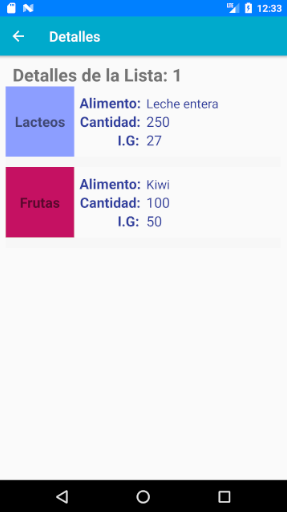 12:33
Detalles
Detalles de la Lista: 1
Lacteos
Alimento: Leche entera
Cantidad: 250
I.G: 27
Frutas
Alimento: Kiwi
Cantidad: 100
I.G: 50